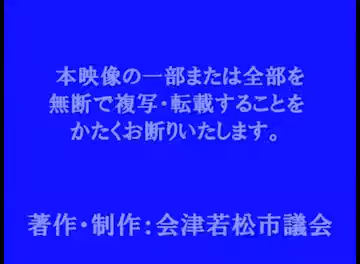 本映像の一部または全部を
無断で複写・転載することを
かたくお断りいたします。
著作・制作：会津若松市議会